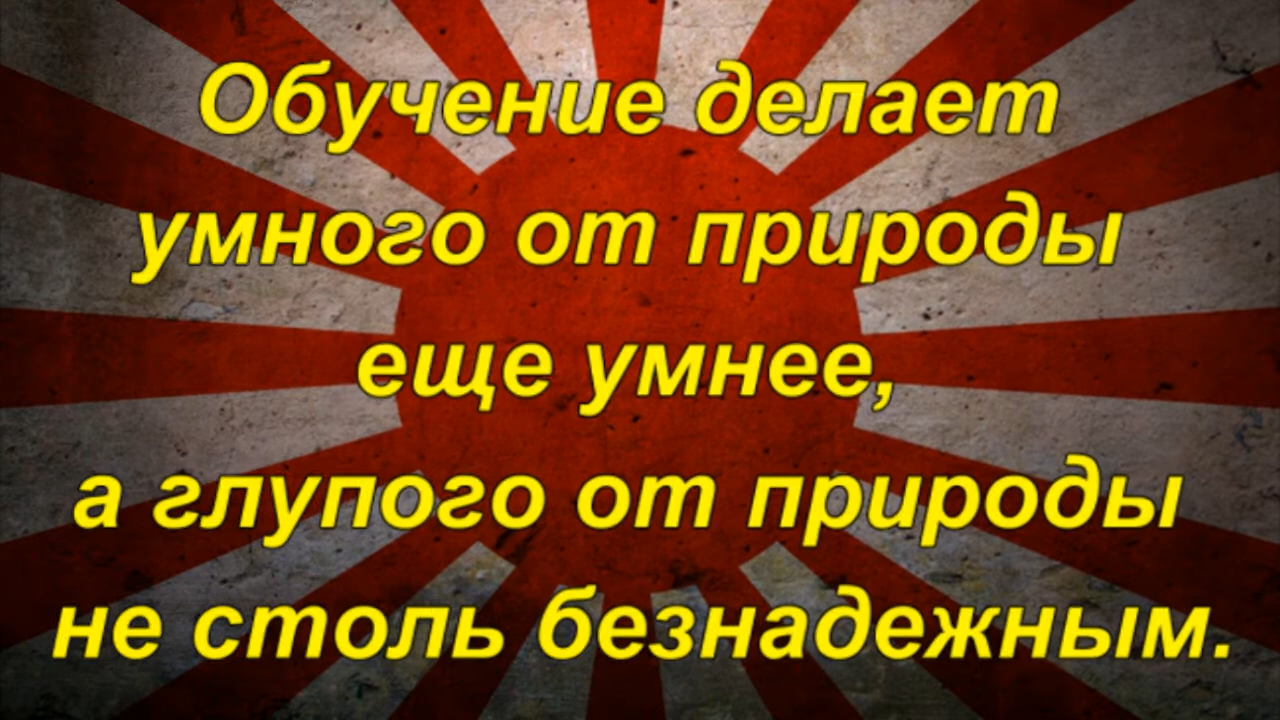 Обучение делает
умного от природы
еще умнее,
а глупого от природы
не столь безнадежным.